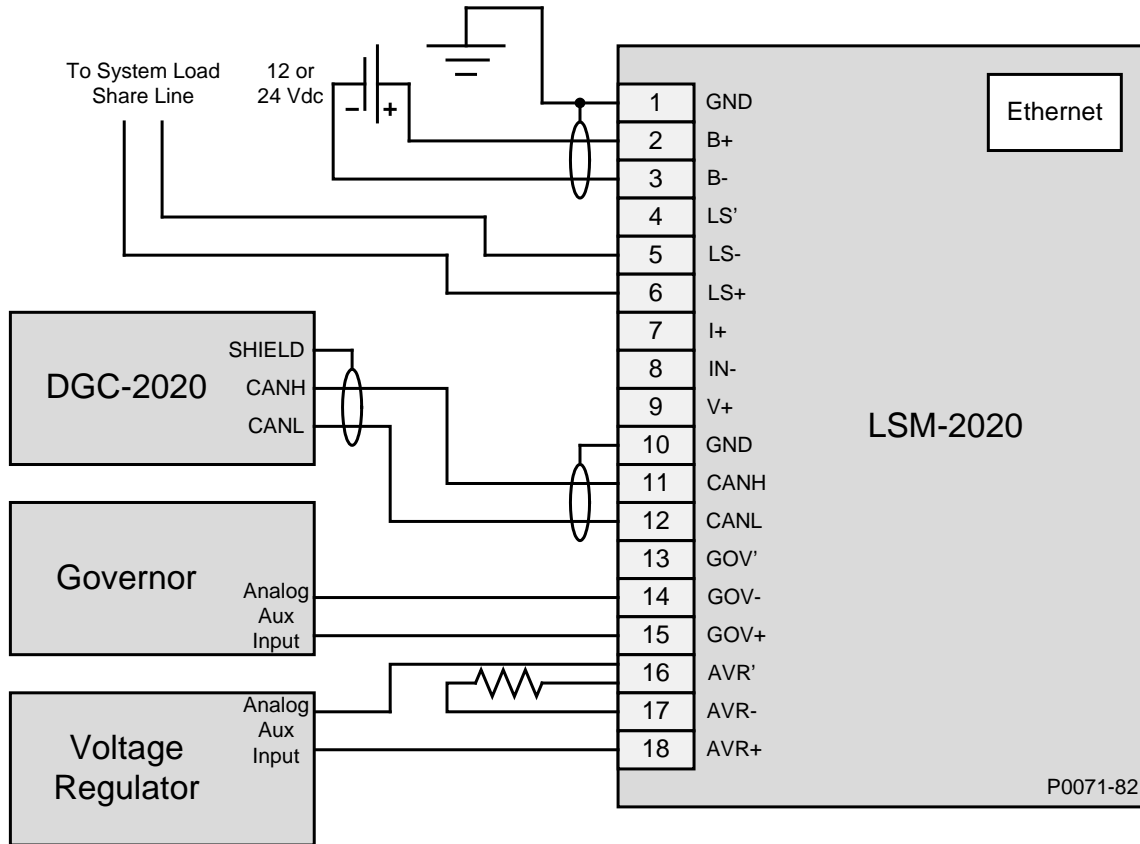 To System Load
Share Line
12 or
24 Vdc
– +
Ethernet
1 GND
2 B+
3 B-
4 LS’
5 LS-
6 LS+
7 I+
8 IN-
9 V+
10 GND
11 CANH
12 CANL
13 GOV’
14 GOV-
15 GOV+
16 AVR’
17 AVR-
18 AVR+
LSM-2020
P0071-82
DGC-2020
SHIELD
CANH
CANL
Governor
Analog
Aux
Input
Voltage
Regulator
Analog
Aux
Input